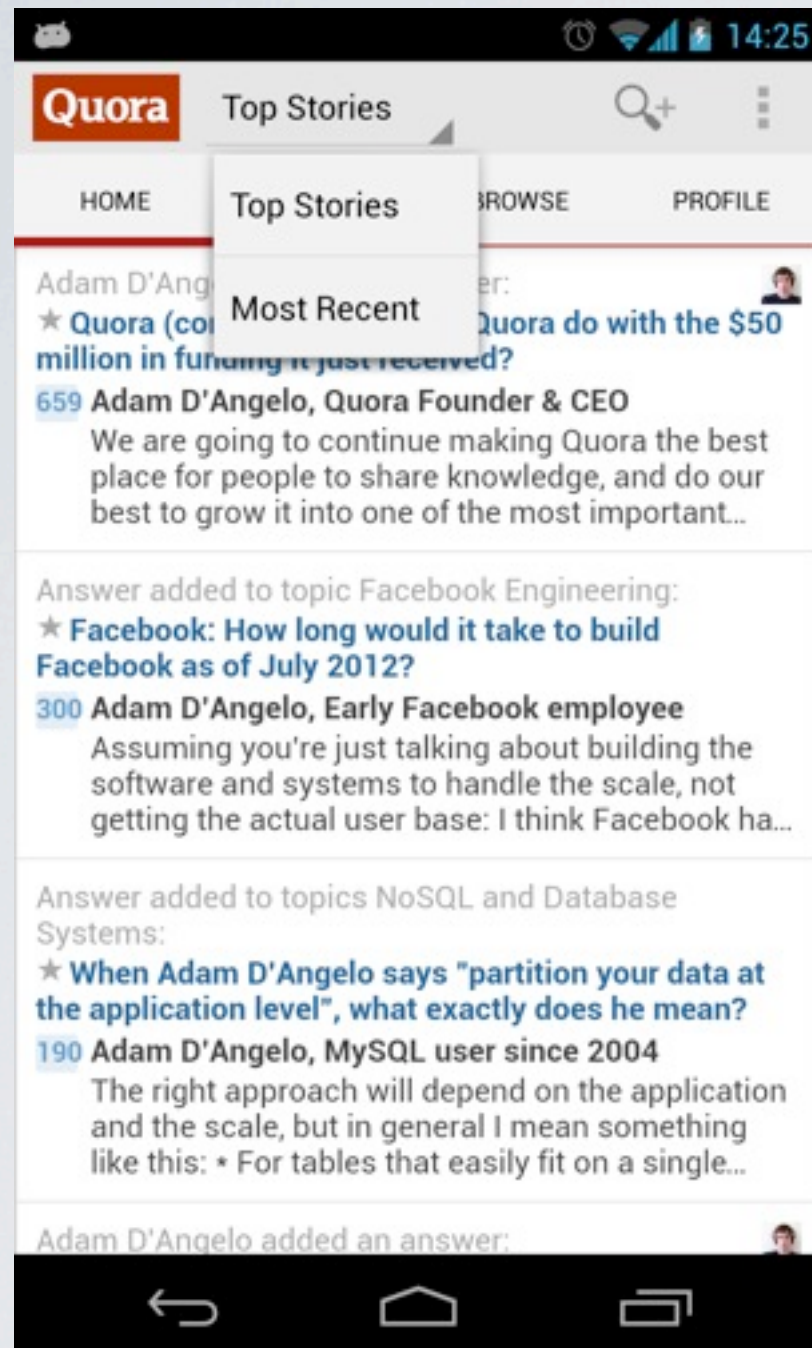 14:25
Quora Top Stories
HOME Top Stories BROWSE PROFILE
Most Recent
Adam D'Ang er:
Quora (co Quora do with the $50
million in funding it just received?
659 Adam D'Angelo, Quora Founder & CEO
We are going to continue making Quora the best
place for people to share knowledge, and do our
best to grow it into one of the most important...
Answer added to topic Facebook Engineering:
★ Facebook: How long would it take to build
Facebook as of July 2012?
300 Adam D'Angelo, Early Facebook employee
Assuming you're just talking about building the
software and systems to handle the scale, not
getting the actual user base: I think Facebook ha...
Answer added to topics NoSQL and Database
Systems:
★ When Adam D'Angelo says "partition your data at
the application level", what exactly does he mean?
190 Adam D'Angelo, MySQL user since 2004
The right approach will depend on the application
and the scale, but in general I mean something
like this: * For tables that easily fit on a single...
Adam D'Angelo added an answer: